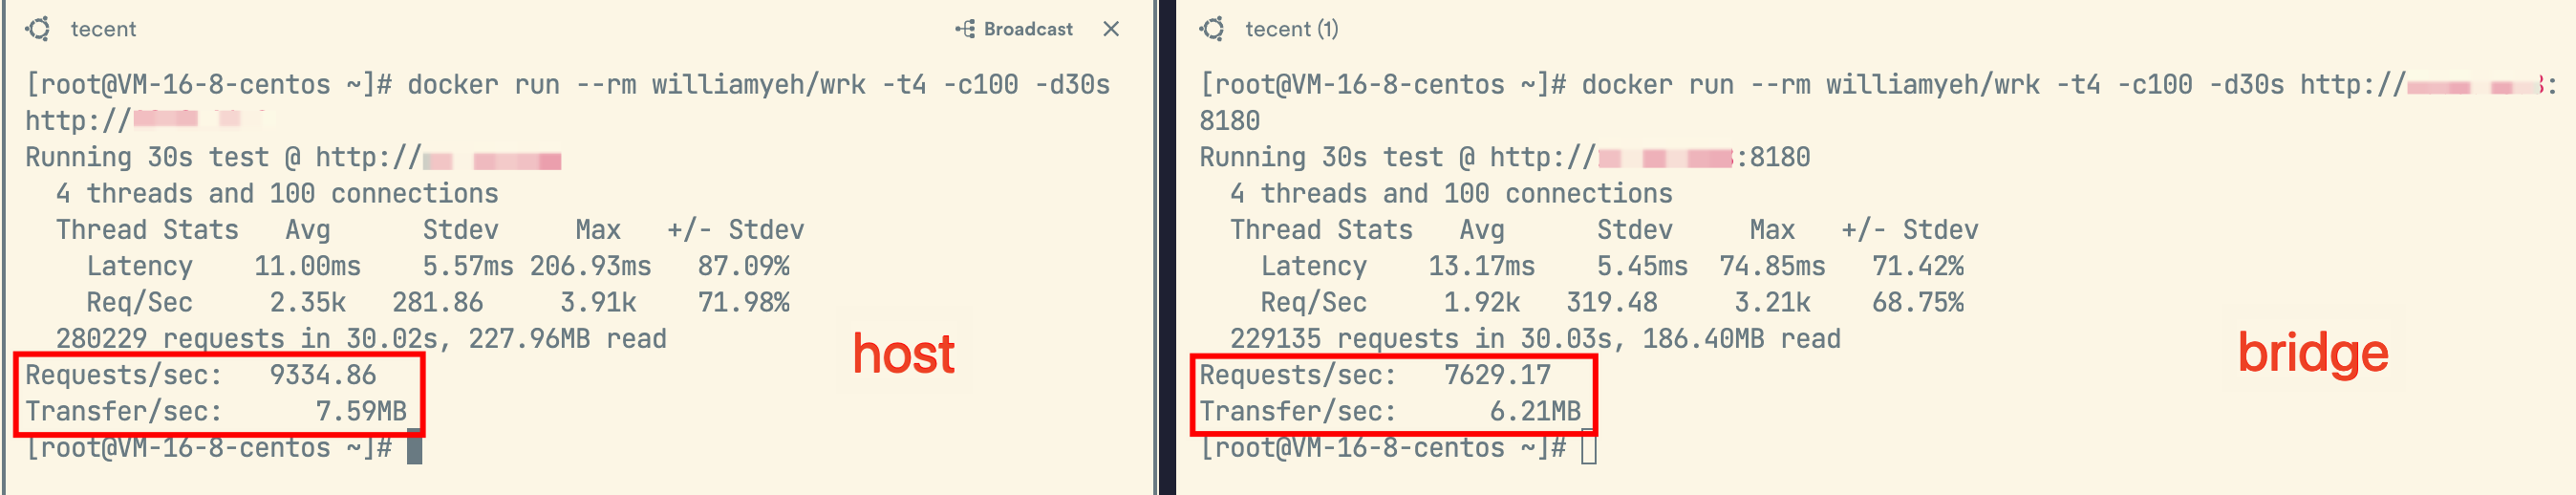 tecent
Broadcast
[root@VM-16-8-centos ~]# docker run --rm williamyeh/wrk -t4 -c100 -d30s
http://
Running 30s test @ http://
4 threads and 100 connections
Thread Stats Avg Stdev Max +/- Stdev
Latency 11.00ms 5.57ms 206.93ms 87.09%
Req/Sec 2.35k 281.86 3.91k 71.98%
280229 requests in 30.02s, 227.96MB read
Requests/sec: 9334.86
Transfer/sec: 7.59MB
[root@VM-16-8-centos ~]#
host
tecent (1)
[root@VM-16-8-centos ~]# docker run --rm williamyeh/wrk -t4 -c100 -d30s http:// :
8180
Running 30s test @ http:// :8180
4 threads and 100 connections
Thread Stats Avg Stdev Max +/- Stdev
Latency 13.17ms 5.45ms 74.85ms 71.42%
Req/Sec 1.92k 319.48 3.21k 68.75%
229135 requests in 30.03s, 186.40MB read
Requests/sec: 7629.17
Transfer/sec: 6.21MB
[root@VM-16-8-centos ~]#
bridge